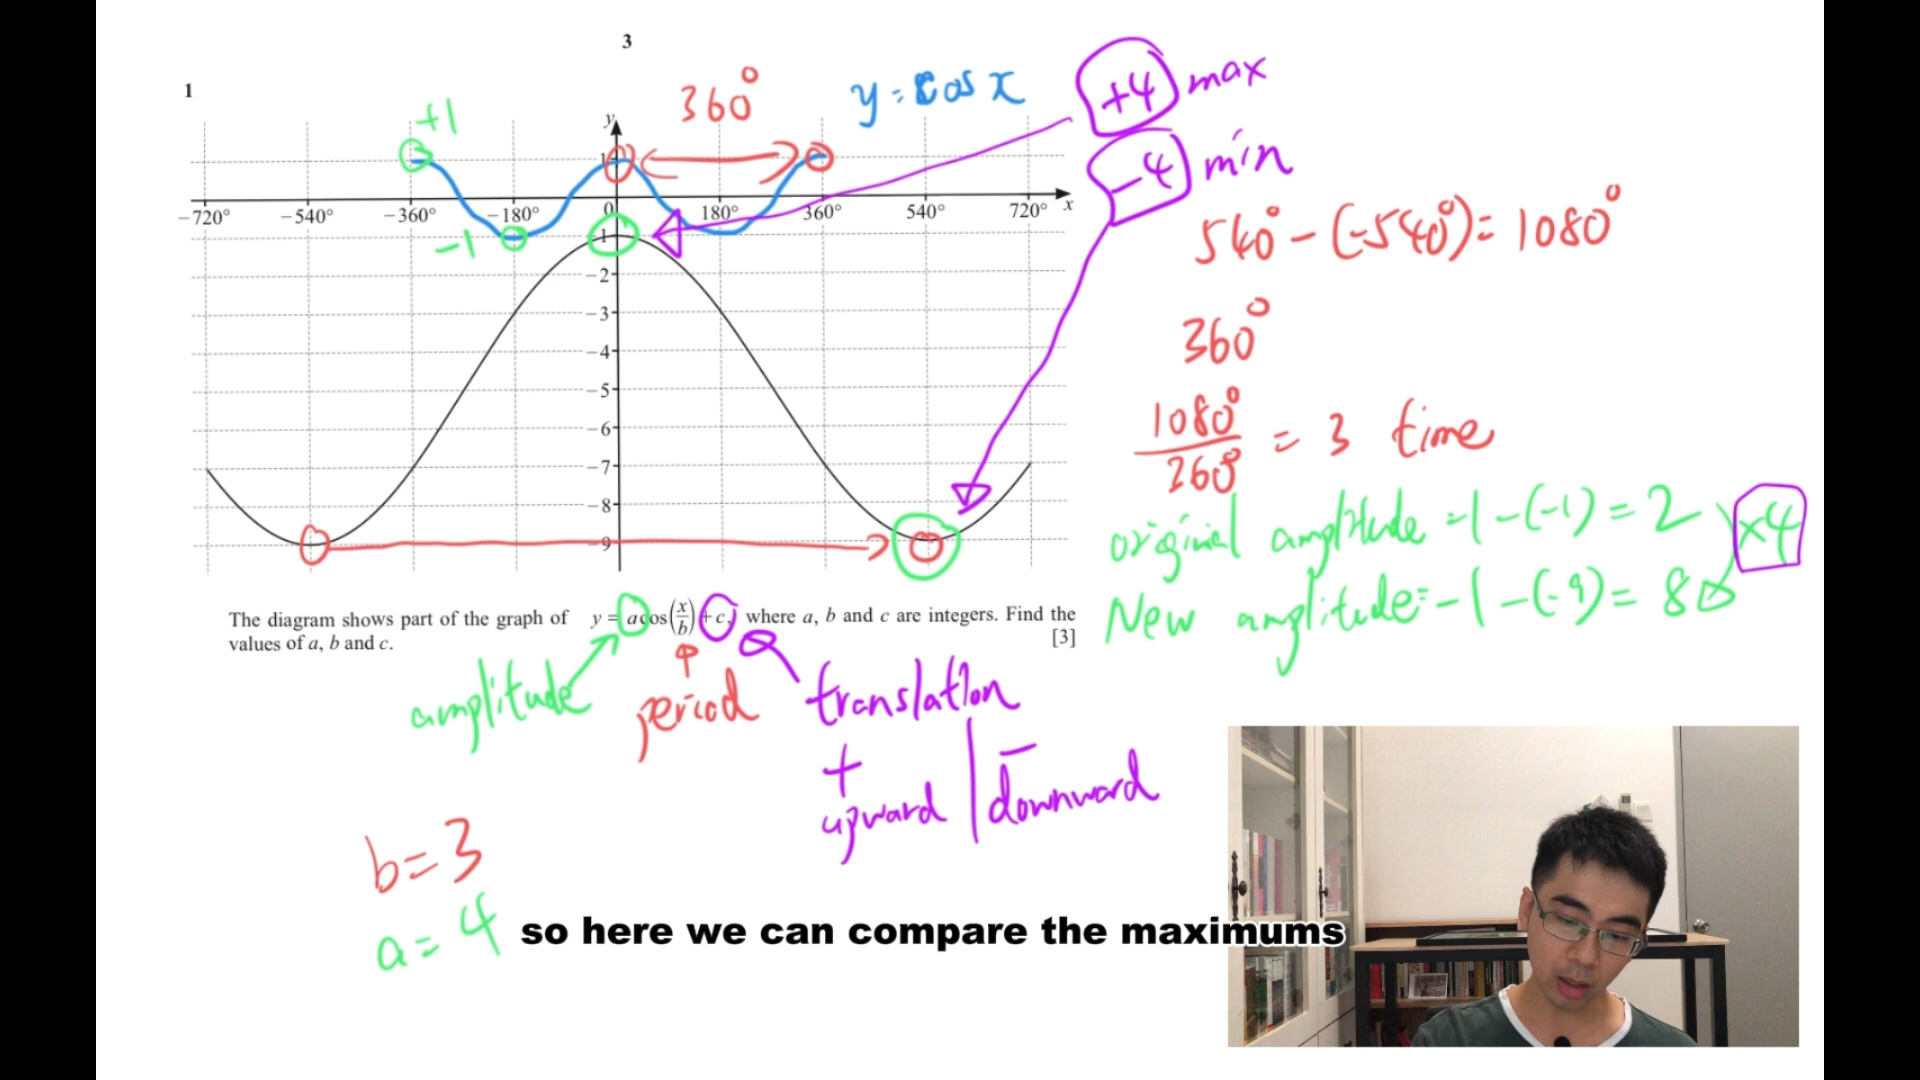 3
1
+1
360°
y = cos x
+4 max
-4 min
y
1
-720° -540° -360° -180° 0 180° 360° 540° 720° x
-1
-1
-2
-3
-4
-5
-6
-7
-8
-9
540° - (-540°) = 1080°
360°
1080°/360° = 3 time
original amplitude = 1 - (-1) = 2
×4
New amplitude = -1 - (-9) = 8
The diagram shows part of the graph of y = a cos(x/b) + c, where a, b and c are integers. Find the
values of a, b and c. [3]
amplitude period translation
+ upward / - downward
b = 3
a = 4
so here we can compare the maximums